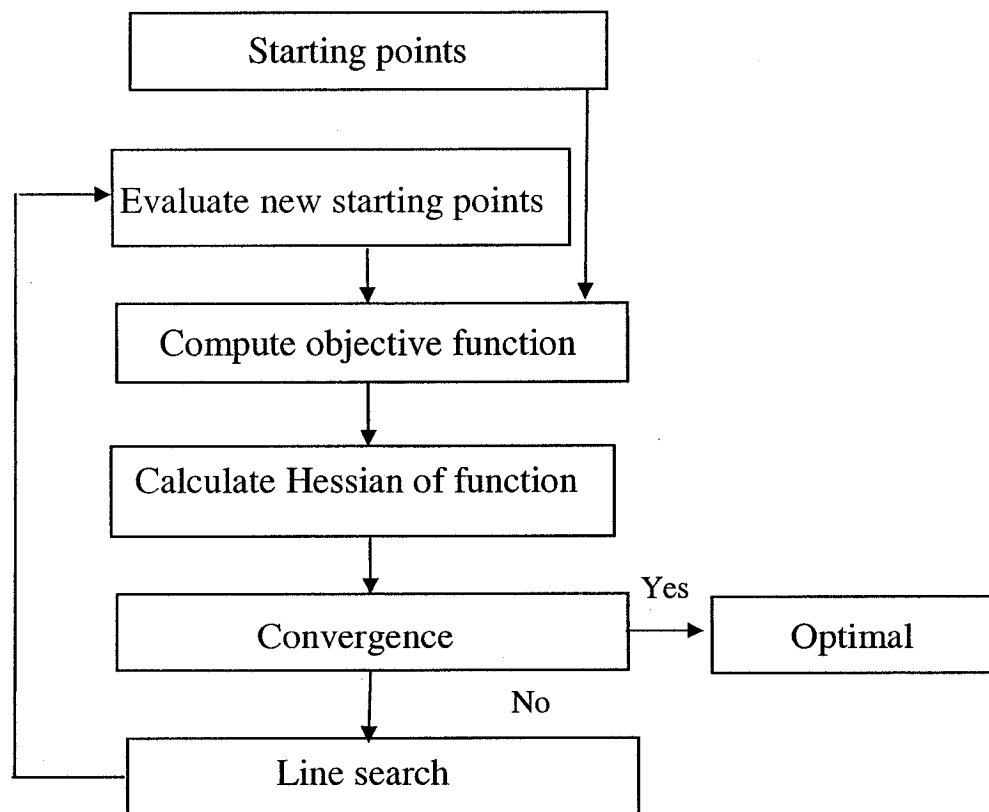 Starting points
Evaluate new starting points
Compute objective function
Calculate Hessian of function
Yes
Convergence
Optimal
No
Line search